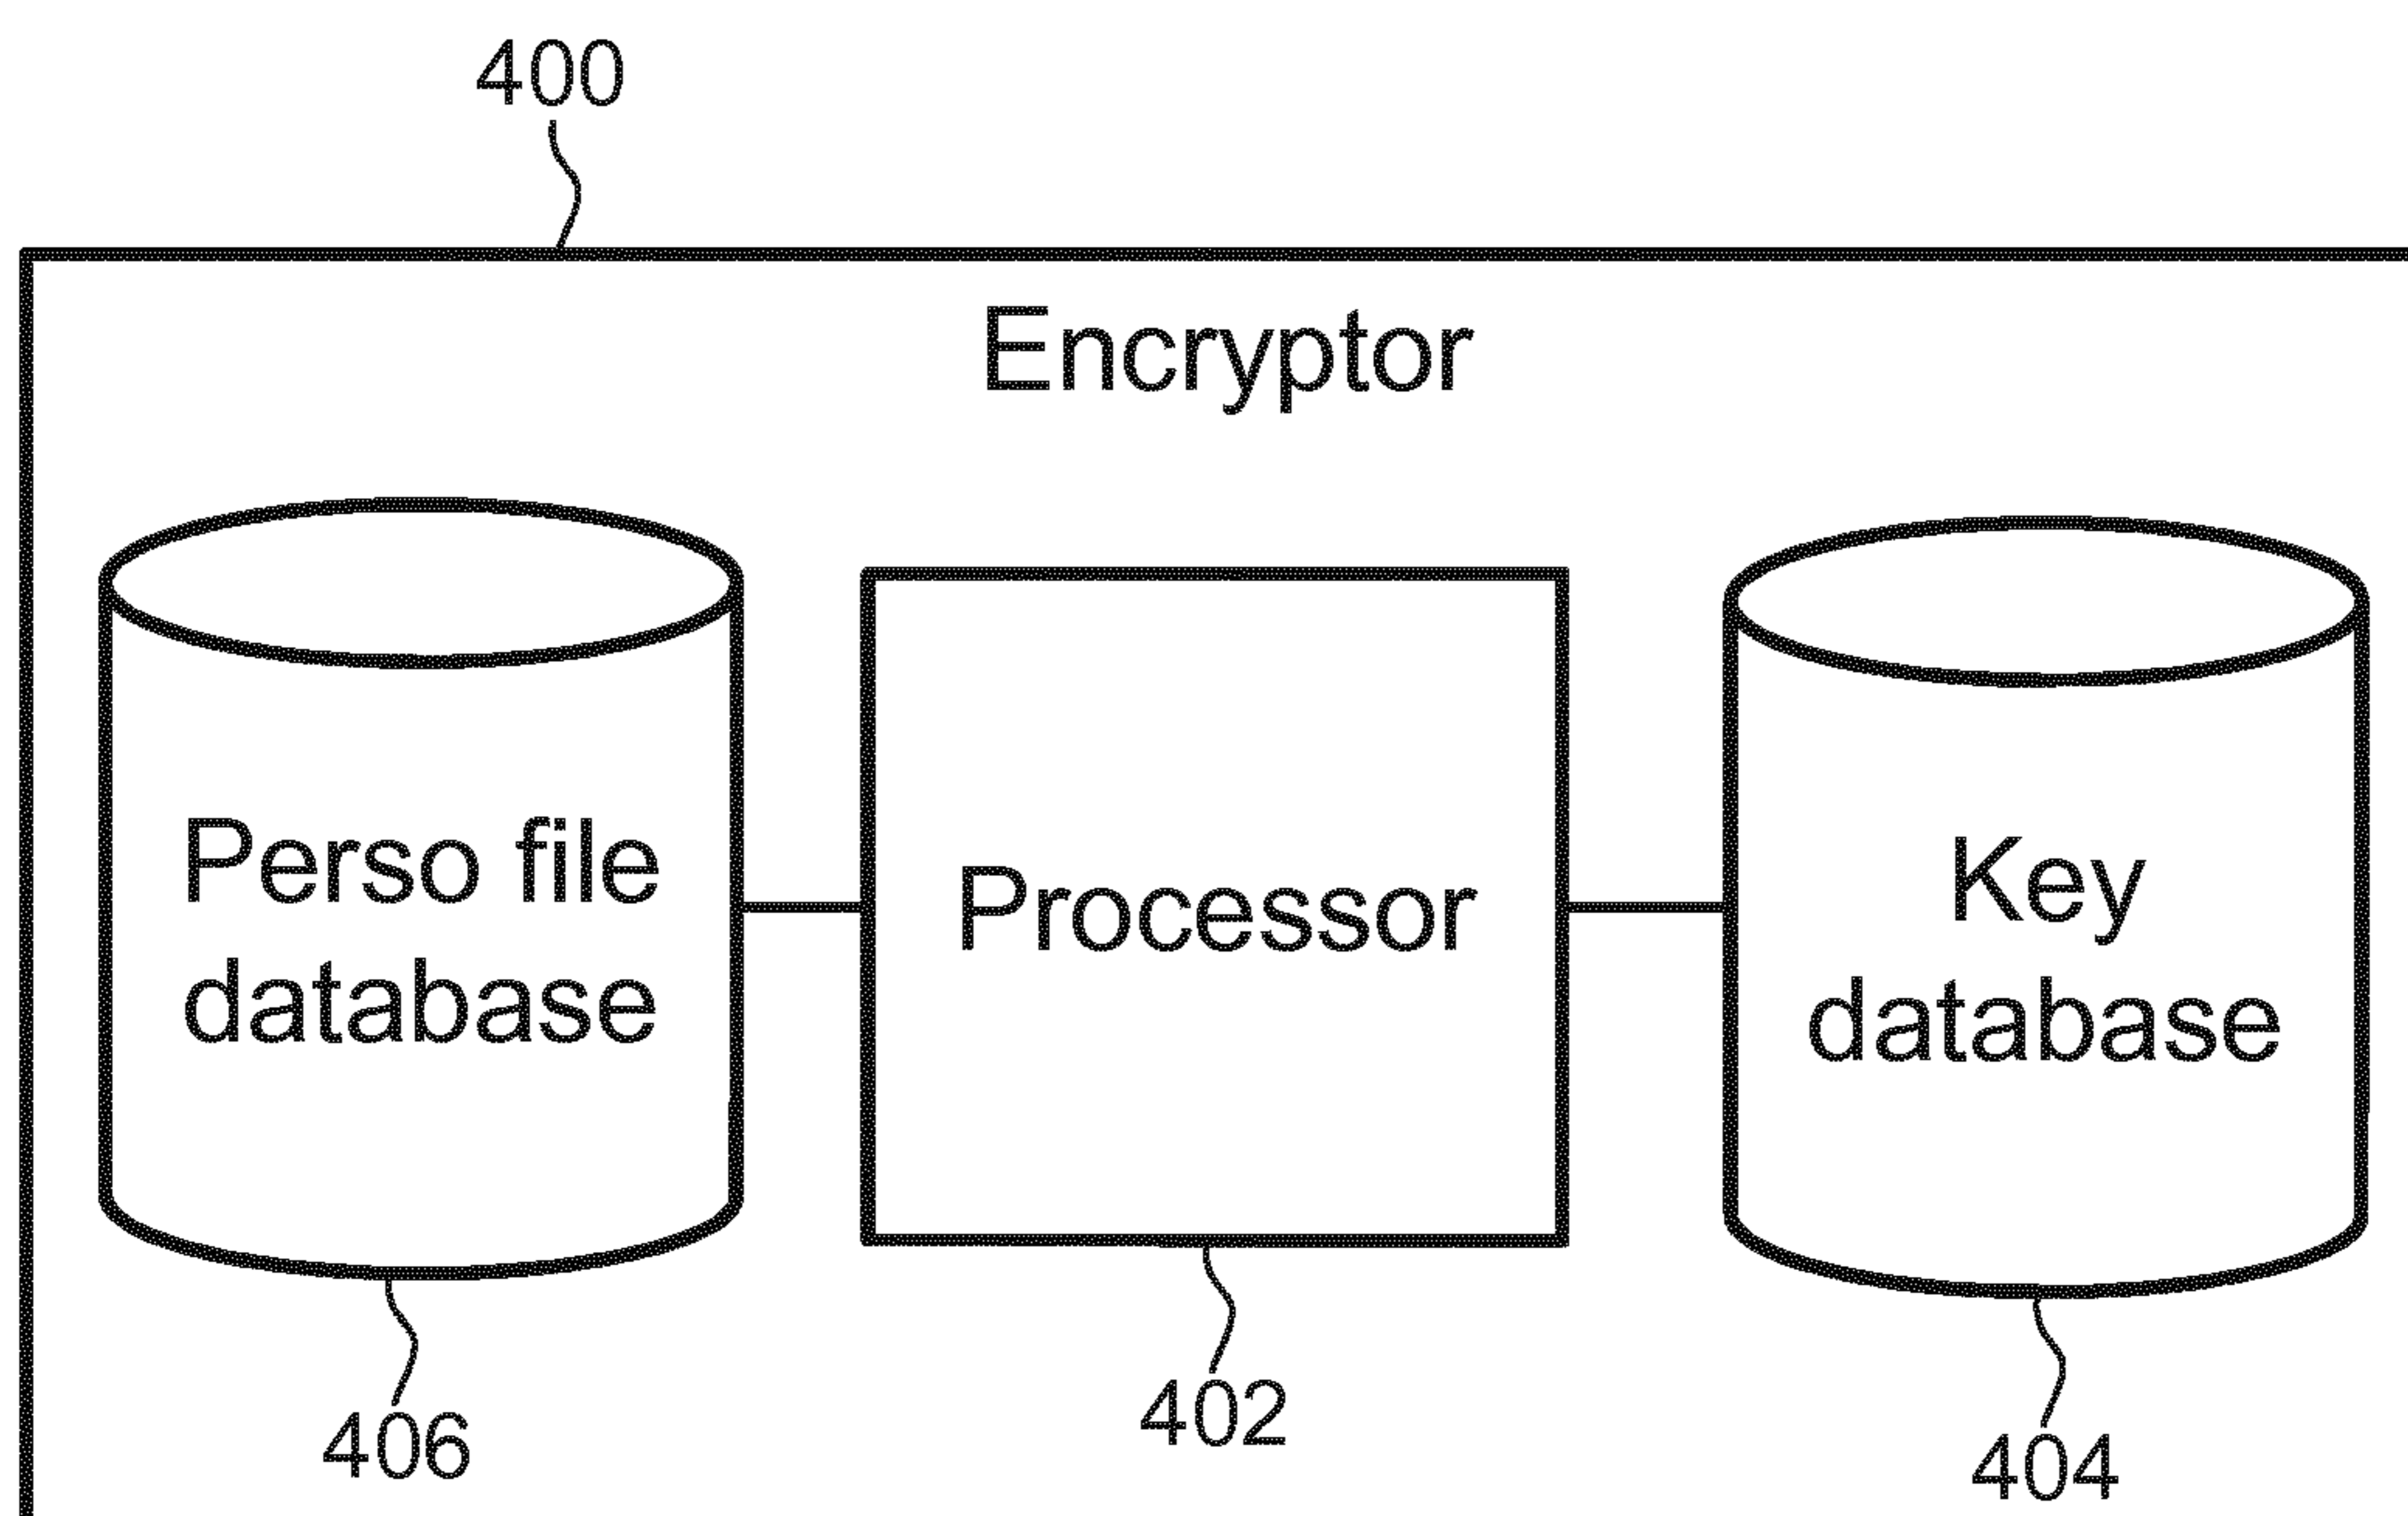 400
Encryptor
Perso file
database
Processor
Key
database
406
402
404